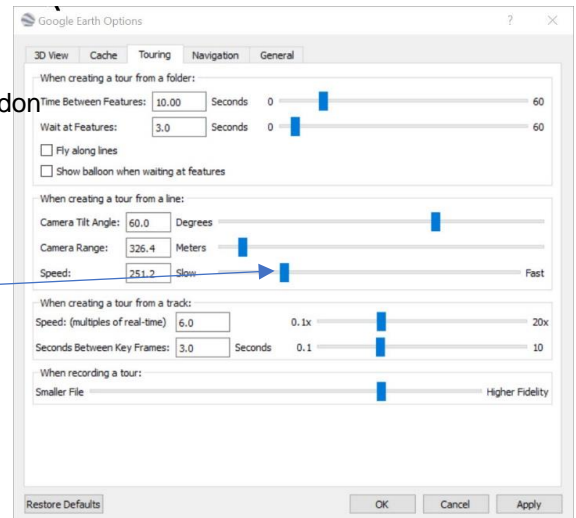 Google Earth Options ? ×
3D View Cache Touring Navigation General
When creating a tour from a folder:
don
Time Between Features: 10.00 Seconds 0 60
Wait at Features: 3.0 Seconds 0 60
Fly along lines
Show balloon when waiting at features
When creating a tour from a line:
Camera Tilt Angle: 60.0 Degrees
Camera Range: 326.4 Meters
Speed: 251.2 Slow Fast
When creating a tour from a track:
Speed: (multiples of real-time) 6.0 0.1x 20x
Seconds Between Key Frames: 3.0 Seconds 0.1 10
When recording a tour:
Smaller File Higher Fidelity
Restore Defaults OK Cancel Apply